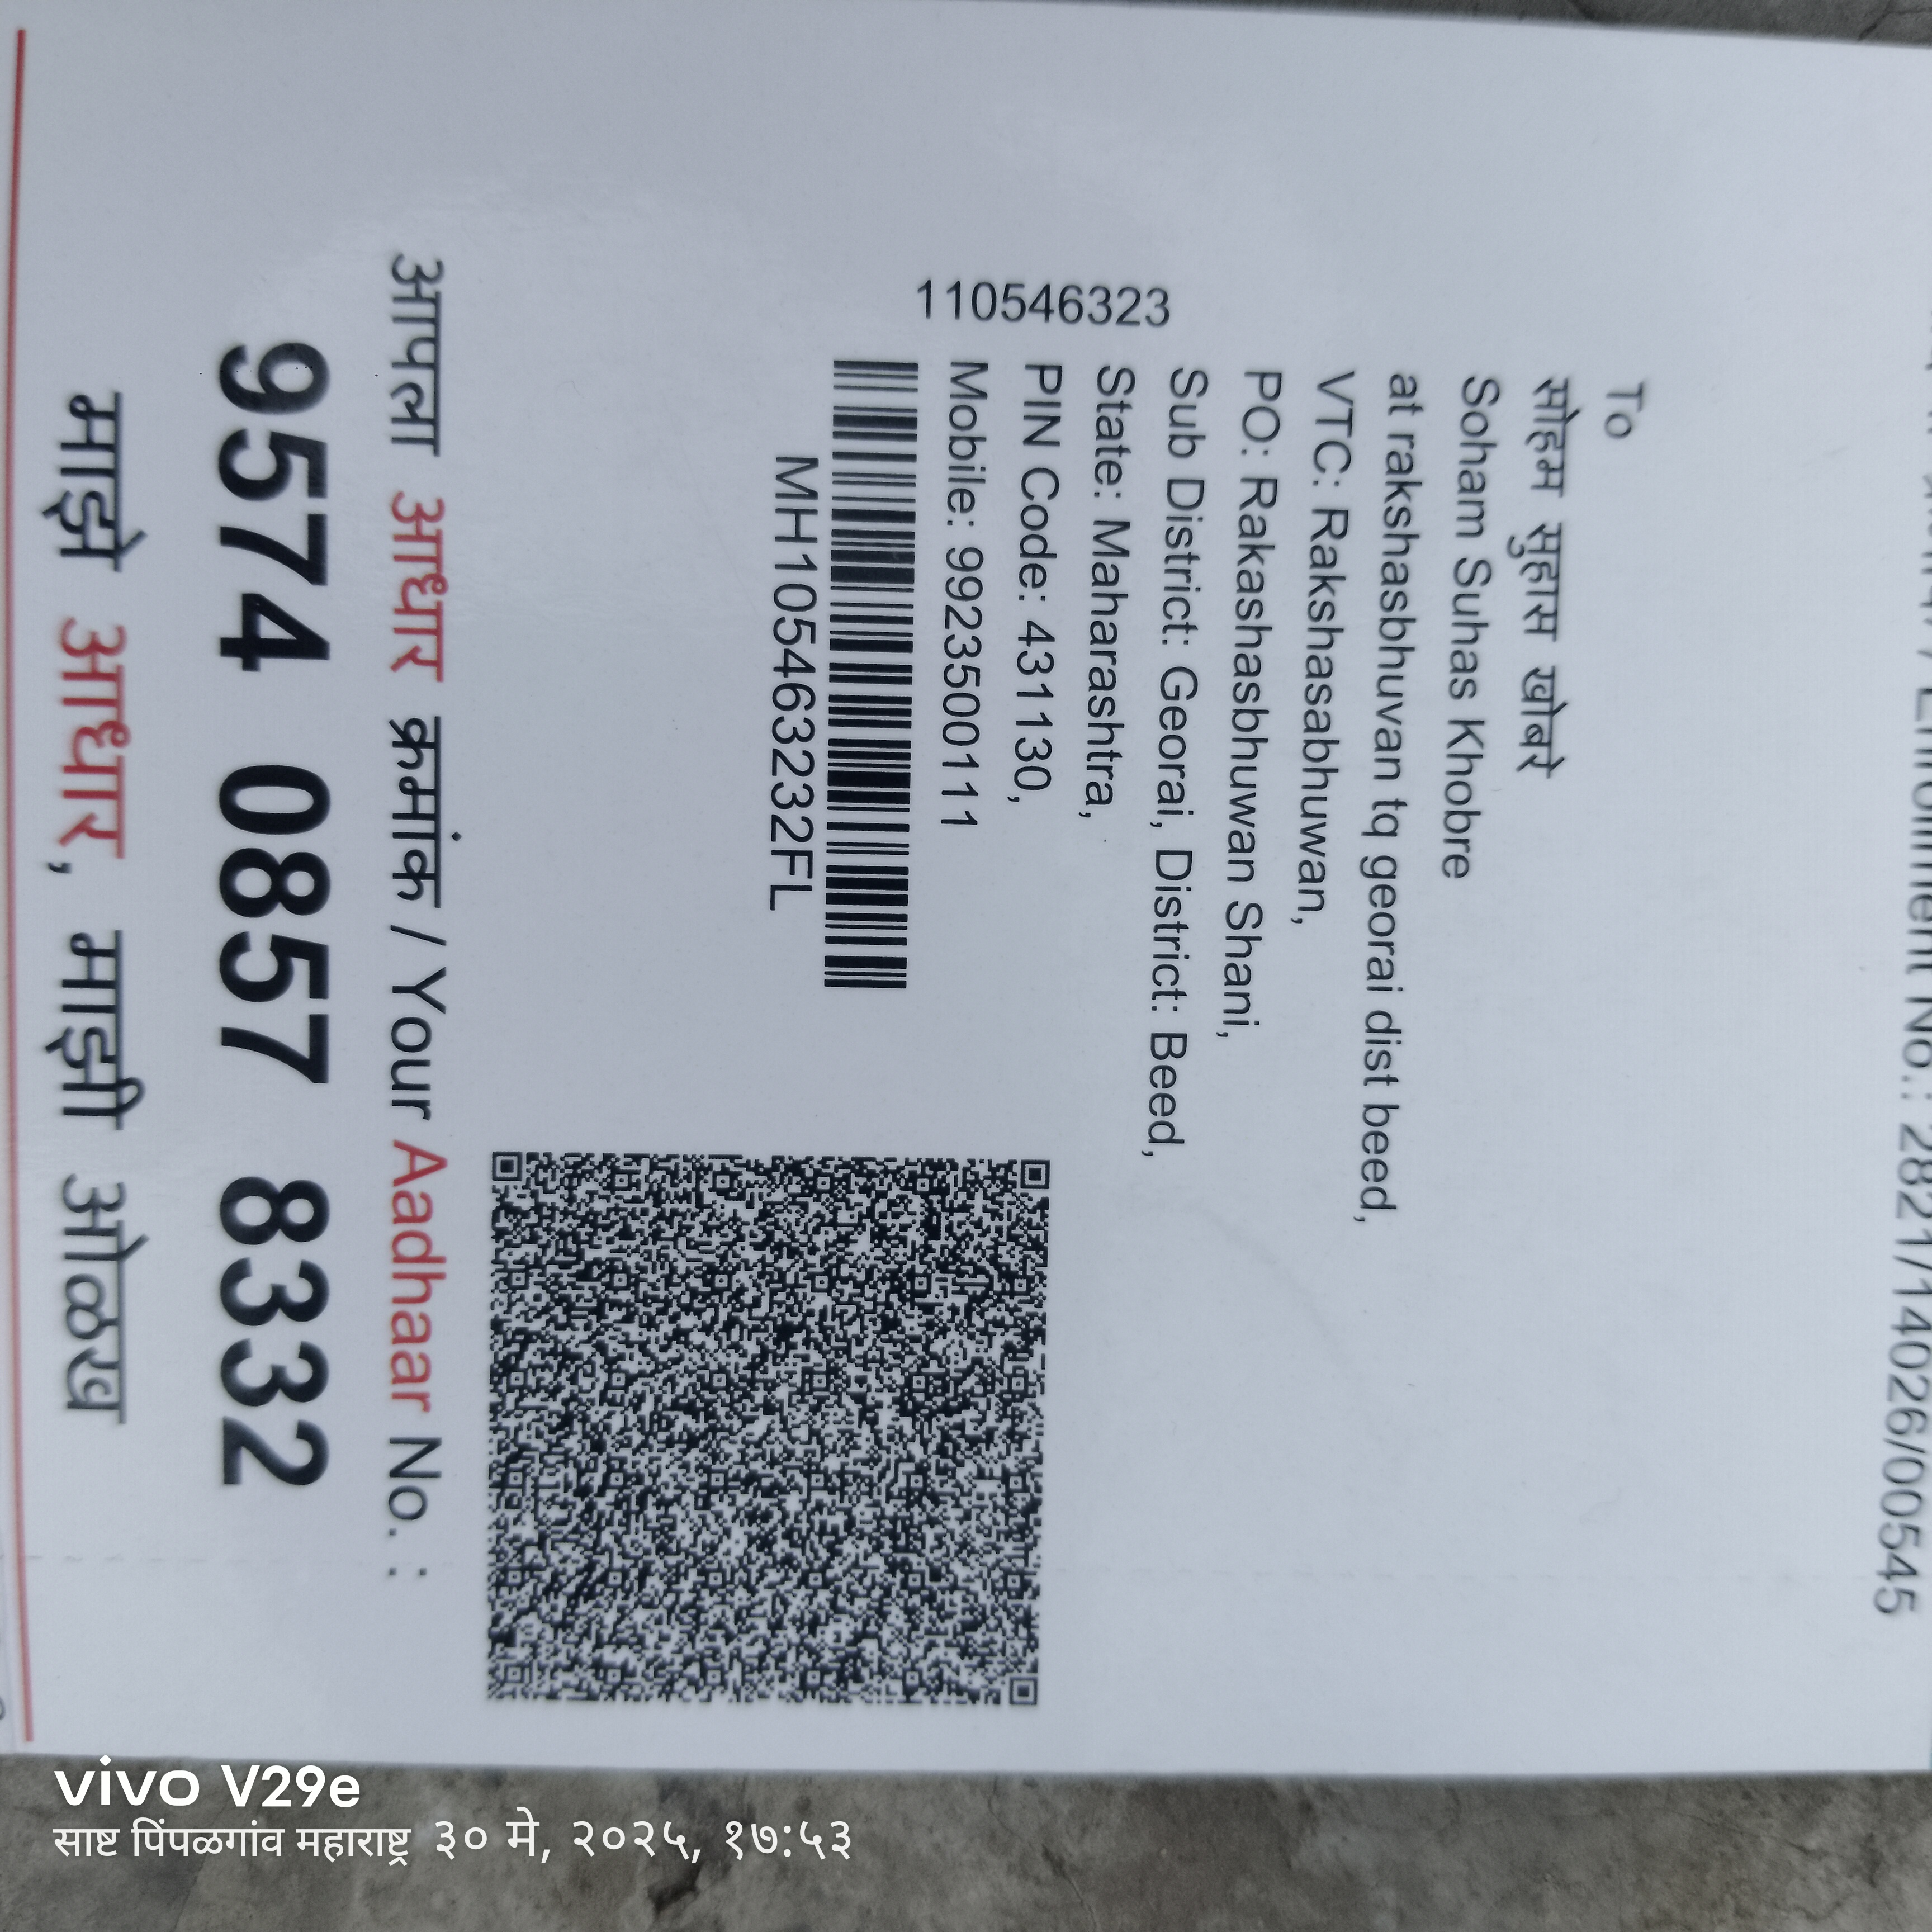 Enrolment No.: 2821/14026/00545
To
सोहम सुहास खोबरे
Soham Suhas Khobre
at rakshasbhuvan tq georai dist beed,
VTC: Rakshasabhuwan,
PO: Rakashasbhuwan Shani,
Sub District: Georai, District: Beed,
State: Maharashtra,
PIN Code: 431130,
Mobile: 9923500111
110546323
MH105463232FL
आपला आधार क्रमांक / Your Aadhaar No. :
9574 0857 8332
माझे आधार, माझी ओळख
vivo V29e
साष्ट पिंपळगांव महाराष्ट्र ३० मे, २०२५, १७:५३